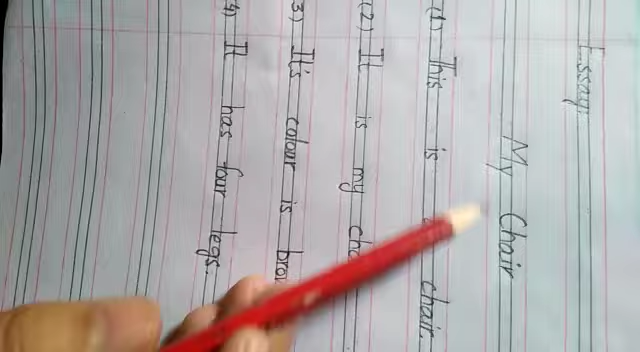 Essay
My Chair
(1) This is chair
(2) It is my
3) It's colour is
4) It has four legs.